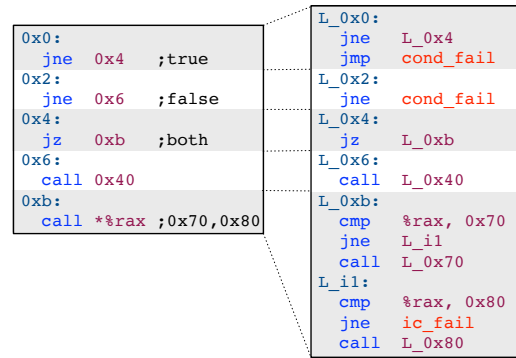 0x0:
jne 0x4 ;true
0x2:
jne 0x6 ;false
0x4:
jz 0xb ;both
0x6:
call 0x40
0xb:
call *%rax ;0x70,0x80
L_0x0:
jne L_0x4
jmp cond_fail
L_0x2:
jne cond_fail
L_0x4:
jz L_0xb
L_0x6:
call L_0x40
L_0xb:
cmp %rax, 0x70
jne L_i1
call L_0x70
L_i1:
cmp %rax, 0x80
jne ic_fail
call L_0x80